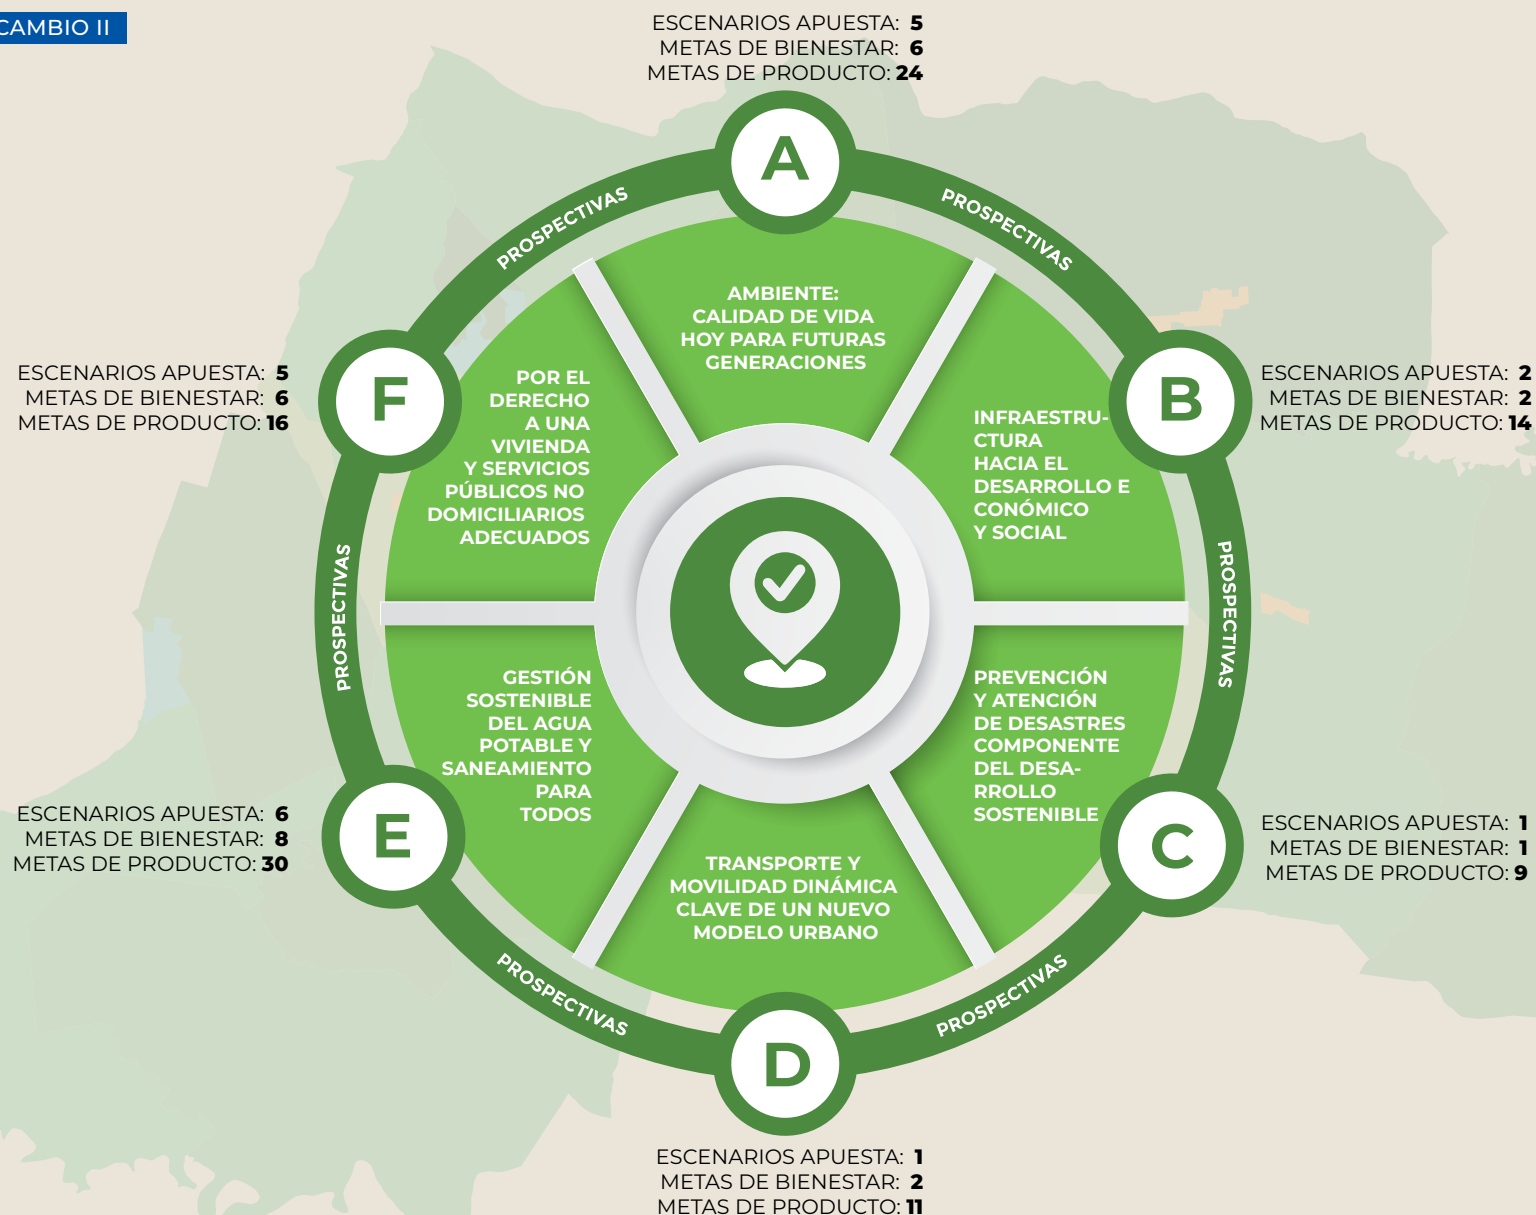 CAMBIO II
ESCENARIOS APUESTA: 5
METAS DE BIENESTAR: 6
METAS DE PRODUCTO: 24
A
PROSPECTIVAS
PROSPECTIVAS
AMBIENTE:
CALIDAD DE VIDA
HOY PARA FUTURAS
GENERACIONES
ESCENARIOS APUESTA: 5
METAS DE BIENESTAR: 6
METAS DE PRODUCTO: 16
F
POR EL
DERECHO
A UNA
VIVIENDA
Y SERVICIOS
PÚBLICOS NO
DOMICILIARIOS
ADECUADOS
INFRAESTRU-
CTURA
HACIA EL
DESARROLLO E
CONÓMICO
Y SOCIAL
B
ESCENARIOS APUESTA: 2
METAS DE BIENESTAR: 2
METAS DE PRODUCTO: 14
PROSPECTIVAS
PROSPECTIVAS
GESTIÓN
SOSTENIBLE
DEL AGUA
POTABLE Y
SANEAMIENTO
PARA
TODOS
PREVENCIÓN
Y ATENCIÓN
DE DESASTRES
COMPONENTE
DEL DESA-
RROLLO
SOSTENIBLE
ESCENARIOS APUESTA: 6
METAS DE BIENESTAR: 8
METAS DE PRODUCTO: 30
E
C
ESCENARIOS APUESTA: 1
METAS DE BIENESTAR: 1
METAS DE PRODUCTO: 9
TRANSPORTE Y
MOVILIDAD DINÁMICA
CLAVE DE UN NUEVO
MODELO URBANO
PROSPECTIVAS
PROSPECTIVAS
D
ESCENARIOS APUESTA: 1
METAS DE BIENESTAR: 2
METAS DE PRODUCTO: 11